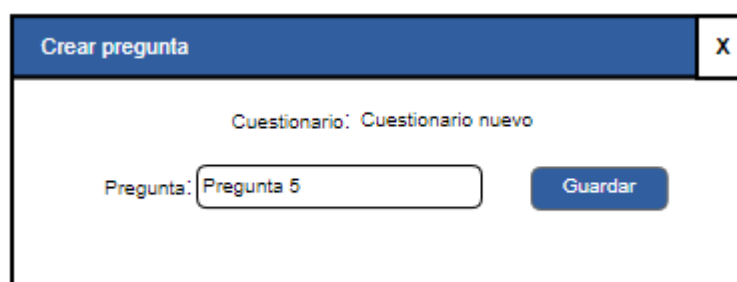 Crear pregunta X
Cuestionario: Cuestionario nuevo
Pregunta: Pregunta 5 Guardar